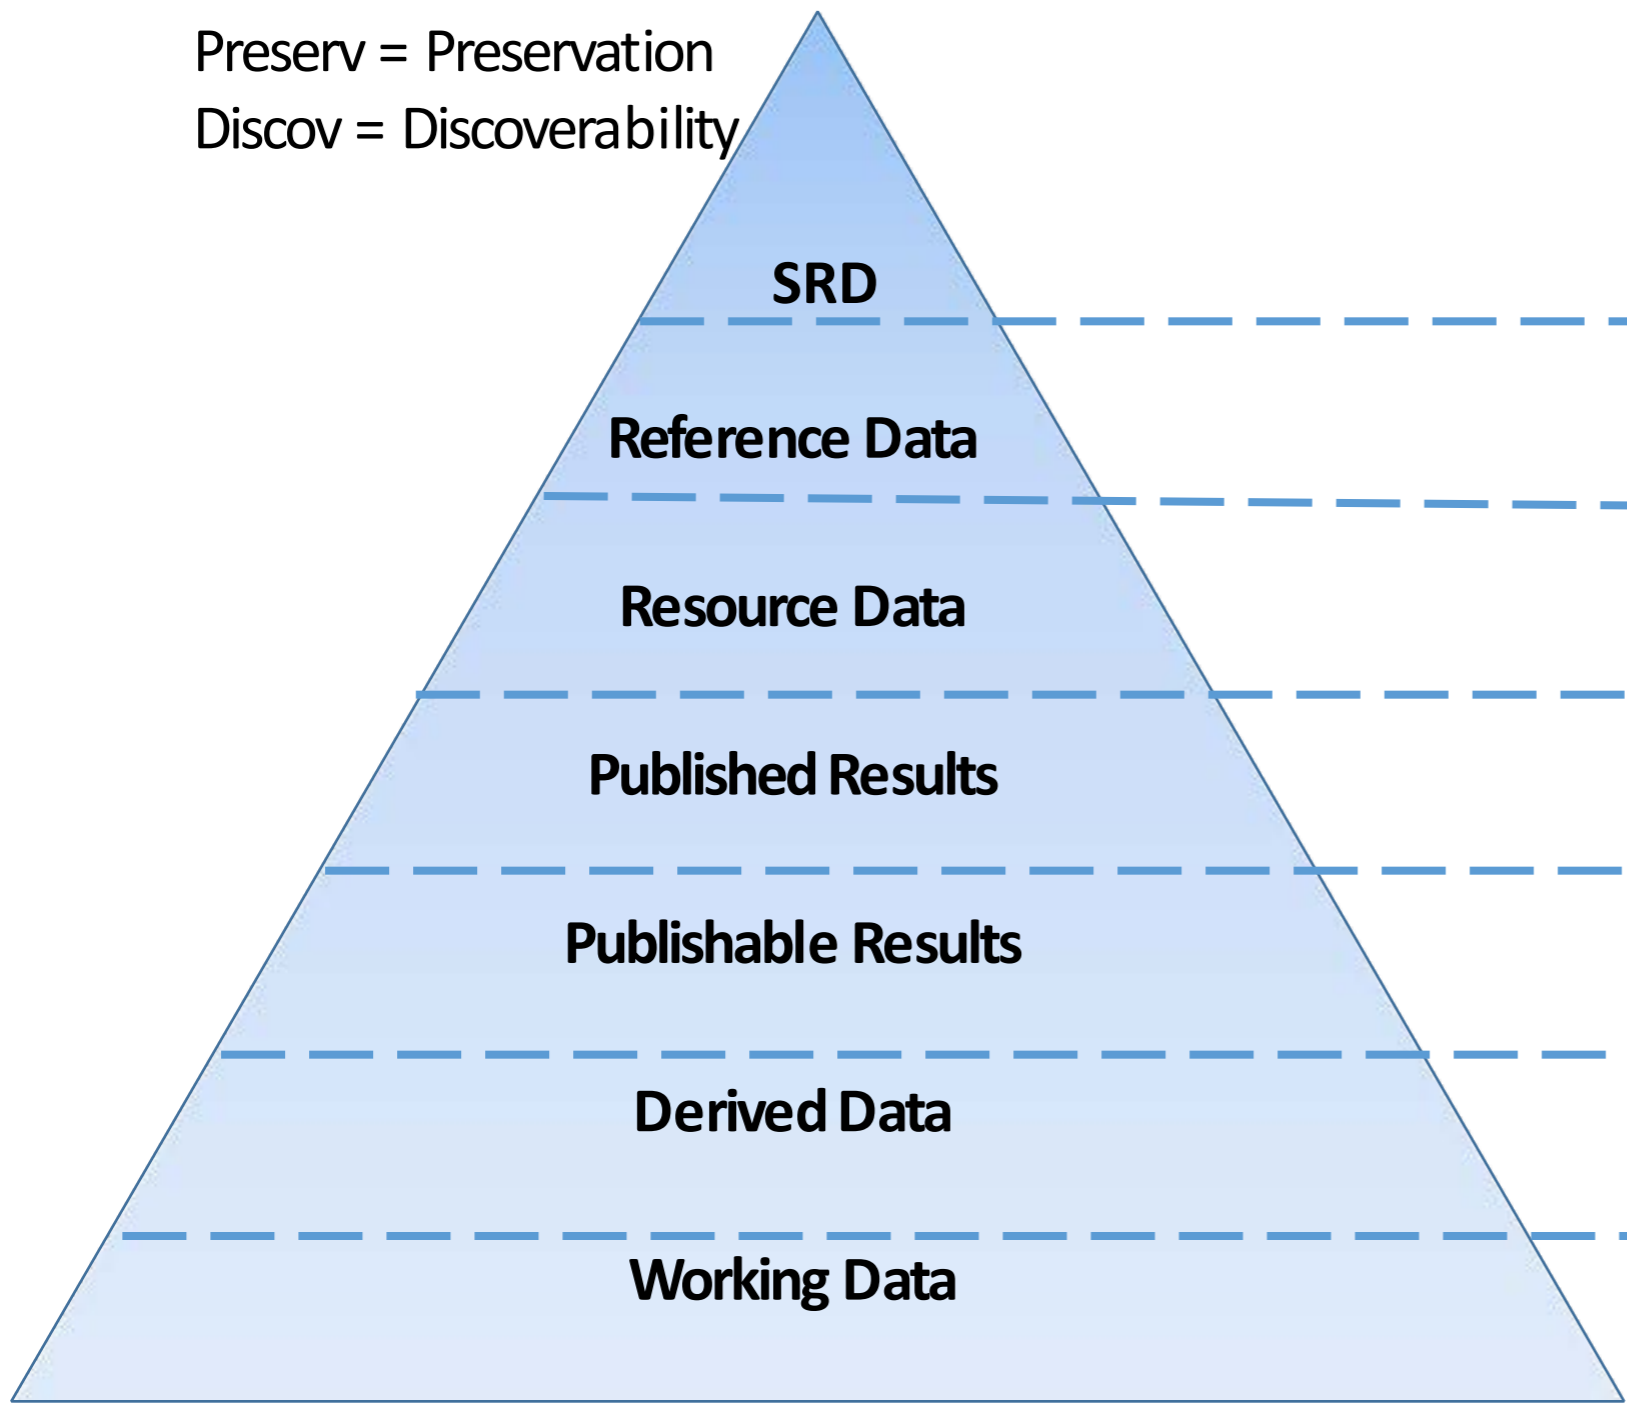 Preserv = Preservation
Discov = Discoverability
SRD
Reference Data
Resource Data
Published Results
Publishable Results
Derived Data
Working Data